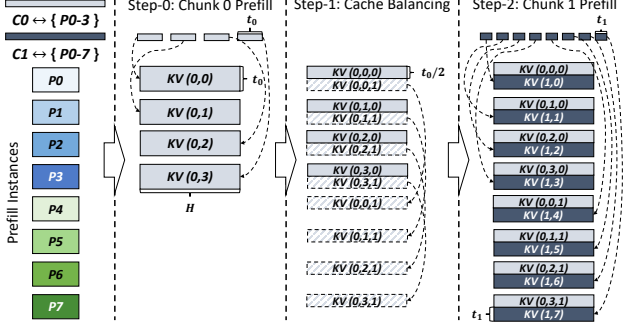 Step-0: Chunk 0 Prefill
Step-1: Cache Balancing
Step-2: Chunk 1 Prefill
C0 ↔ { P0-3 }
C1 ↔ { P0-7 }
Prefill Instances
P0
P1
P2
P3
P4
P5
P6
P7
t₀
KV (0,0)
t₀
KV (0,1)
KV (0,2)
KV (0,3)
H
KV (0,0,0)
t₀/2
KV (0,0,1)
KV (0,1,0)
KV (0,1,1)
KV (0,2,0)
KV (0,2,1)
KV (0,3,0)
KV (0,3,1)
KV (0,0,1)
KV (0,1,1)
KV (0,2,1)
KV (0,3,1)
t₁
KV (0,0,0)
KV (1,0)
KV (0,1,0)
KV (1,1)
KV (0,2,0)
KV (1,2)
KV (0,3,0)
KV (1,3)
KV (0,0,1)
KV (1,4)
KV (0,1,1)
KV (1,5)
KV (0,2,1)
KV (1,6)
KV (0,3,1)
t₁
KV (1,7)